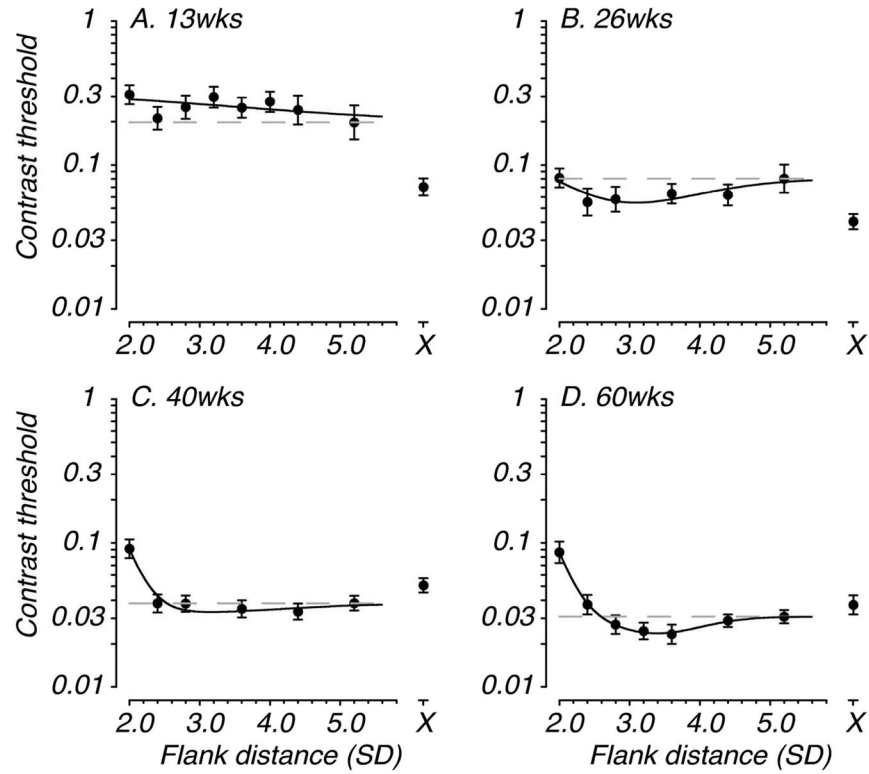 A. 13wks
B. 26wks
Contrast threshold
1
0.3
0.1
0.03
0.01
1
0.3
0.1
0.03
0.01
2.0 3.0 4.0 5.0 X
2.0 3.0 4.0 5.0 X
C. 40wks
D. 60wks
Contrast threshold
1
0.3
0.1
0.03
0.01
1
0.3
0.1
0.03
0.01
2.0 3.0 4.0 5.0 X
2.0 3.0 4.0 5.0 X
Flank distance (SD)
Flank distance (SD)